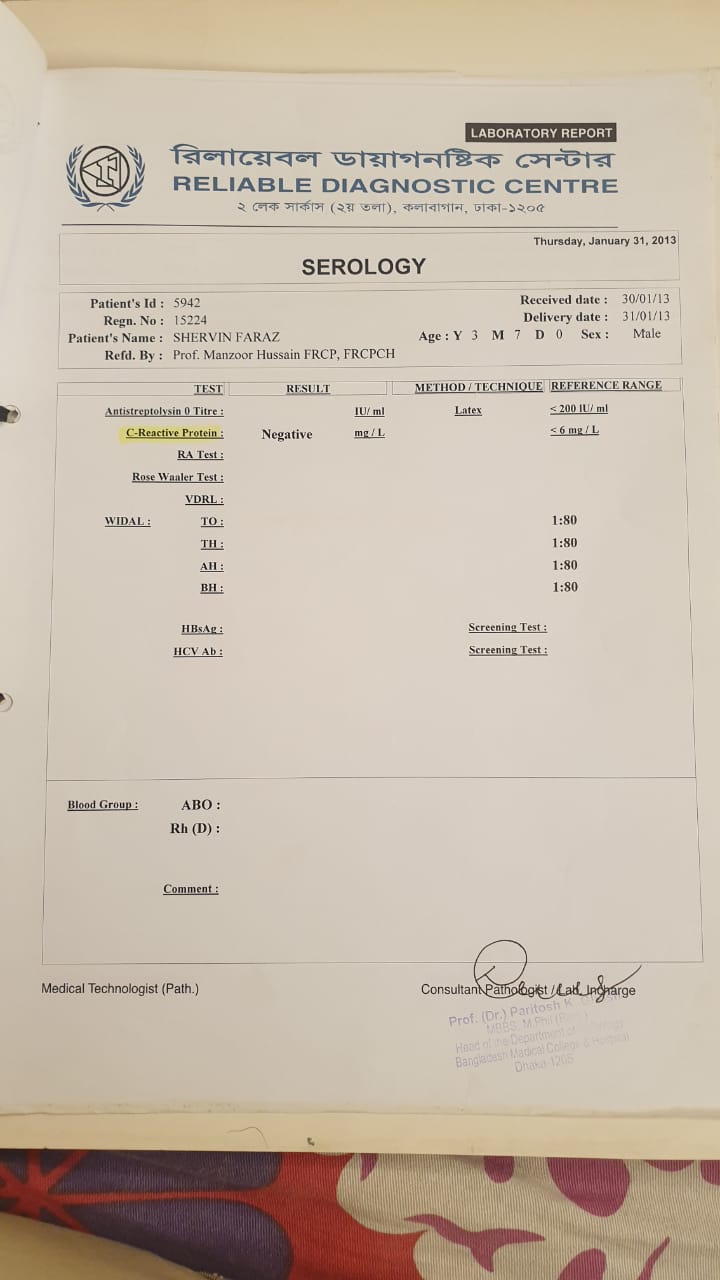 LABORATORY REPORT
রিলায়েবল ডায়াগনষ্টিক সেন্টার
RELIABLE DIAGNOSTIC CENTRE
২ লেক সার্কাস (২য় তলা), কলাবাগান, ঢাকা-১২০৫
Thursday, January 31, 2013
SEROLOGY
Patient's Id : 5942 Received date : 30/01/13
Regn. No : 15224 Delivery date : 31/01/13
Patient's Name : SHERVIN FARAZ Age : Y 3 M 7 D 0 Sex : Male
Refd. By : Prof. Manzoor Hussain FRCP, FRCPCH
TEST RESULT METHOD / TECHNIQUE REFERENCE RANGE
Antistreptolysin 0 Titre : IU/ ml Latex < 200 IU/ ml
C-Reactive Protein : Negative mg / L < 6 mg / L
RA Test :
Rose Waaler Test :
VDRL :
WIDAL : TO : 1:80
TH : 1:80
AH : 1:80
BH : 1:80
HBsAg : Screening Test :
HCV Ab : Screening Test :
Blood Group : ABO :
Rh (D) :
Comment :
Medical Technologist (Path.) Consultant Pathologist / Lab. Incharge
Prof. (Dr.) Paritosh K.
MBBS, M.Phil
Head of the Department of
Bangladesh Medical College & Hospital
Dhaka-1205